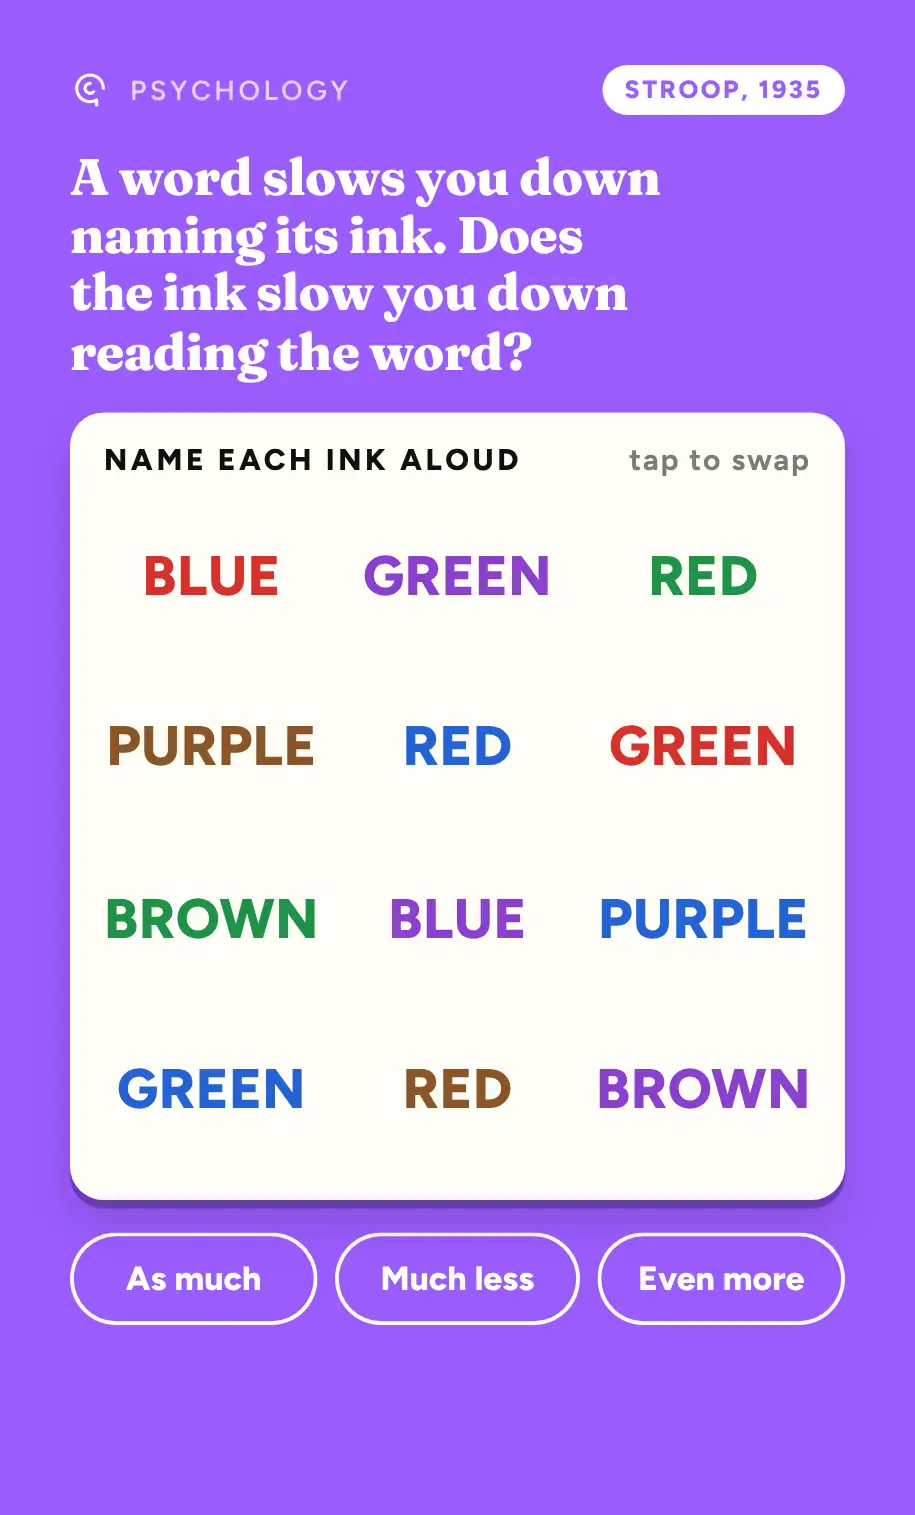 PSYCHOLOGY
STROOP, 1935
A word slows you down
naming its ink. Does
the ink slow you down
reading the word?
NAME EACH INK ALOUD
tap to swap
BLUE GREEN RED
PURPLE RED GREEN
BROWN BLUE PURPLE
GREEN RED BROWN
As much
Much less
Even more